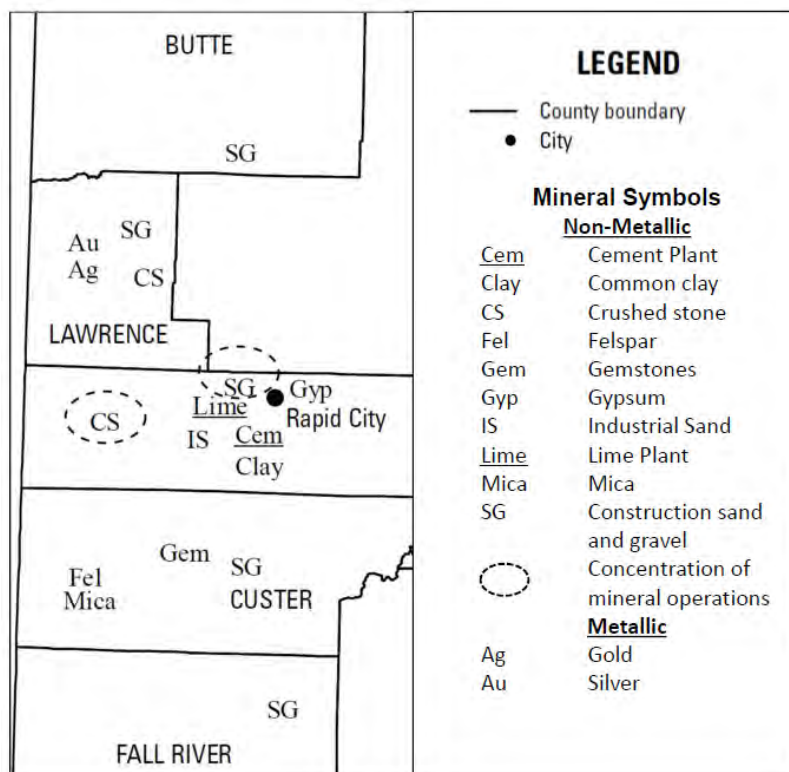 BUTTE
SG
SG
Au
Ag
CS
LAWRENCE
SG
Gyp
Lime
Rapid City
CS
IS
Cem
Clay
Gem
SG
Fel
Mica
CUSTER
SG
FALL RIVER
LEGEND
County boundary
City
Mineral Symbols
Non-Metallic
Cem Cement Plant
Clay Common clay
CS Crushed stone
Fel Felspar
Gem Gemstones
Gyp Gypsum
IS Industrial Sand
Lime Lime Plant
Mica Mica
SG Construction sand
and gravel
Concentration of
mineral operations
Metallic
Ag Gold
Au Silver